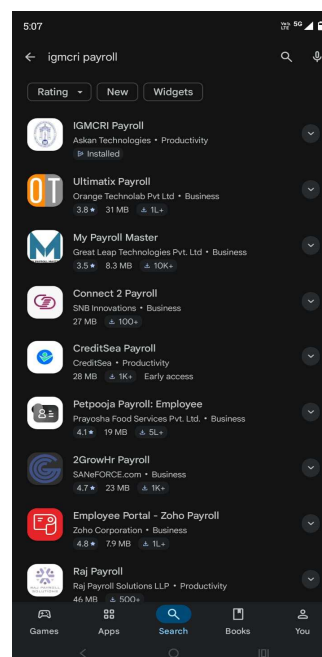 5:07
5G
igmcri payroll
Rating
New
Widgets
IGMCRI Payroll
Askan Technologies • Productivity
Installed
Ultimatix Payroll
Orange Technolab Pvt Ltd • Business
3.8★ 31 MB 1L+
My Payroll Master
Great Leap Technologies Pvt. Ltd • Business
3.5★ 8.3 MB 10K+
Connect 2 Payroll
SNB Innovations • Business
27 MB 100+
CreditSea Payroll
CreditSea • Productivity
28 MB 1K+ Early access
Petpooja Payroll: Employee
Prayosha Food Services Pvt. Ltd. • Business
4.1★ 19 MB 5L+
2GrowHr Payroll
SANeFORCE.com • Business
4.7★ 23 MB 1K+
Employee Portal - Zoho Payroll
Zoho Corporation • Business
4.8★ 7.9 MB 1L+
Raj Payroll
Raj Payroll Solutions LLP • Productivity
46 MB 500+
Games
Apps
Search
Books
You